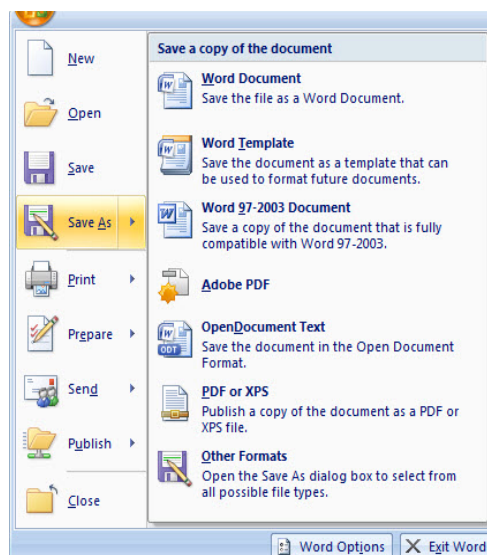 New
Open
Save
Save As
Print
Prepare
Send
Publish
Close
Save a copy of the document
Word Document
Save the file as a Word Document.
Word Template
Save the document as a template that can
be used to format future documents.
Word 97-2003 Document
Save a copy of the document that is fully
compatible with Word 97-2003.
Adobe PDF
OpenDocument Text
Save the document in the Open Document
Format.
PDF or XPS
Publish a copy of the document as a PDF or
XPS file.
Other Formats
Open the Save As dialog box to select from
all possible file types.
Word Options
Exit Word